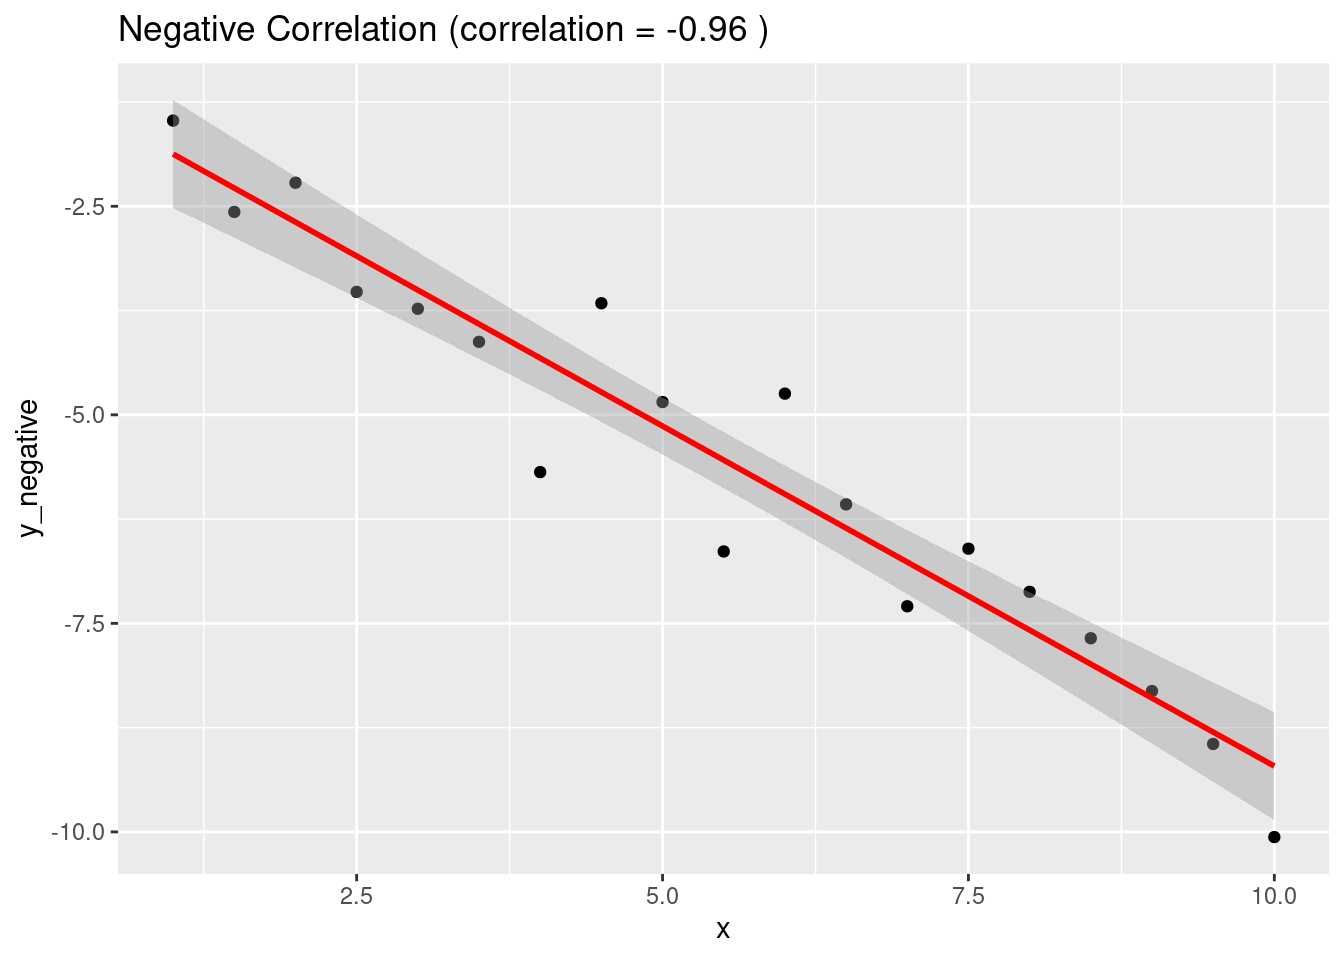 Negative Correlation (correlation = -0.96 )
y_negative
-2.5
-5.0
-7.5
-10.0
2.5 5.0 7.5 10.0
x